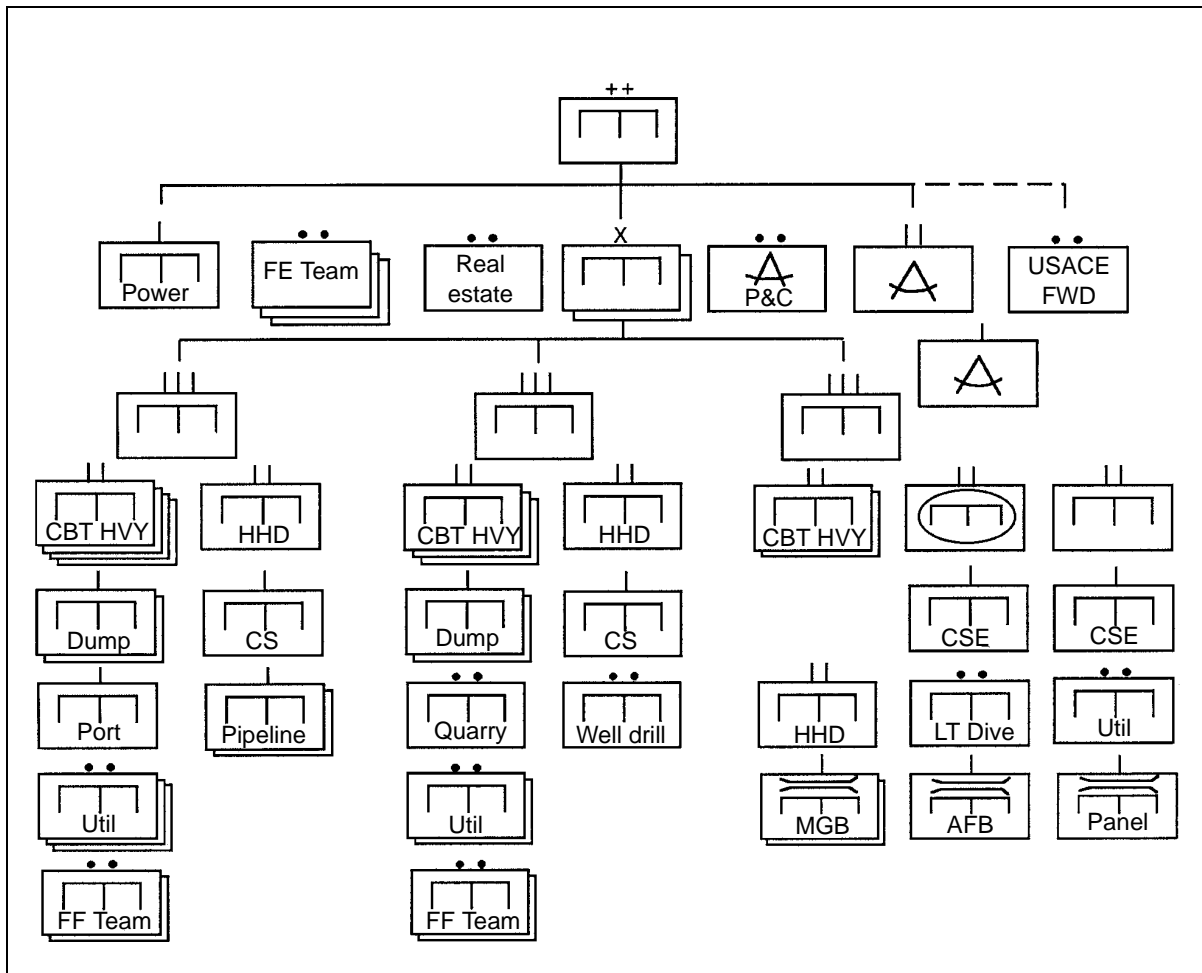 ++
X
Power
FE Team
Real
estate
P&C
USACE
FWD
CBT HVY
HHD
CBT HVY
HHD
CBT HVY
Dump
CS
Dump
CS
CSE
CSE
Port
Pipeline
Quarry
Well drill
HHD
LT Dive
Util
Util
Util
MGB
AFB
Panel
FF Team
FF Team